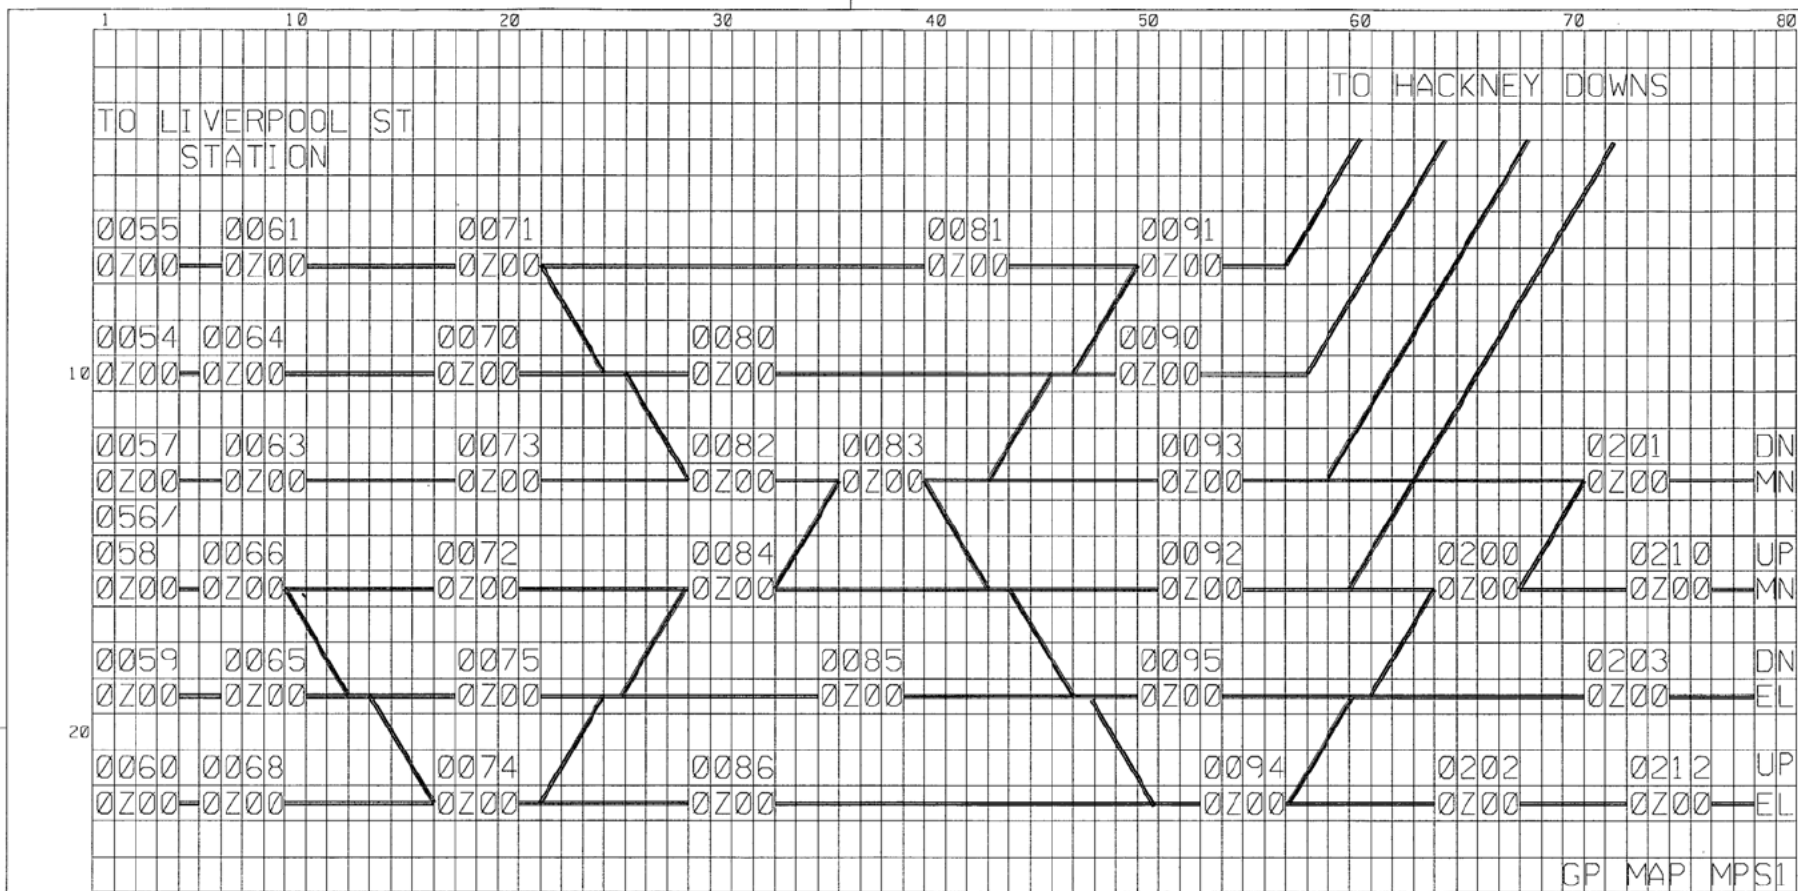 1 10 20 30 40 50 60 70 80
TO HACKNEY DOWNS
TO LIVERPOOL ST
STATION
0055 0061 0071 0081 0091
0Z00 0Z00 0Z00 0Z00 0Z00
0054 0064 0070 0080 0090
10 0Z00 0Z00 0Z00 0Z00 0Z00
0057 0063 0073 0082 0083 0093 0201 DN
0Z00 0Z00 0Z00 0Z00 0Z00 0Z00 0Z00 MN
056/
058 0066 0072 0084 0092 0200 0210 UP
0Z00 0Z00 0Z00 0Z00 0Z00 0Z00 0Z00 MN
0059 0065 0075 0085 0095 0203 DN
0Z00 0Z00 0Z00 0Z00 0Z00 0Z00 EL
20
0060 0068 0074 0086 0094 0202 0212 UP
0Z00 0Z00 0Z00 0Z00 0Z00 0Z00 0Z00 EL
GP MAP MPS1